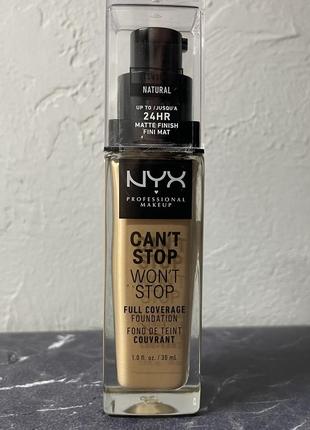 NATURAL
UP TO / JUSQU'À
24HR
MATTE FINISH
FINI MAT
NYX
PROFESSIONAL
MAKEUP
CAN'T
STOP
WON'T
STOP
FULL COVERAGE
FOUNDATION
FOND DE TEINT
COUVRANT
1.0 fl. oz. / 30 mL